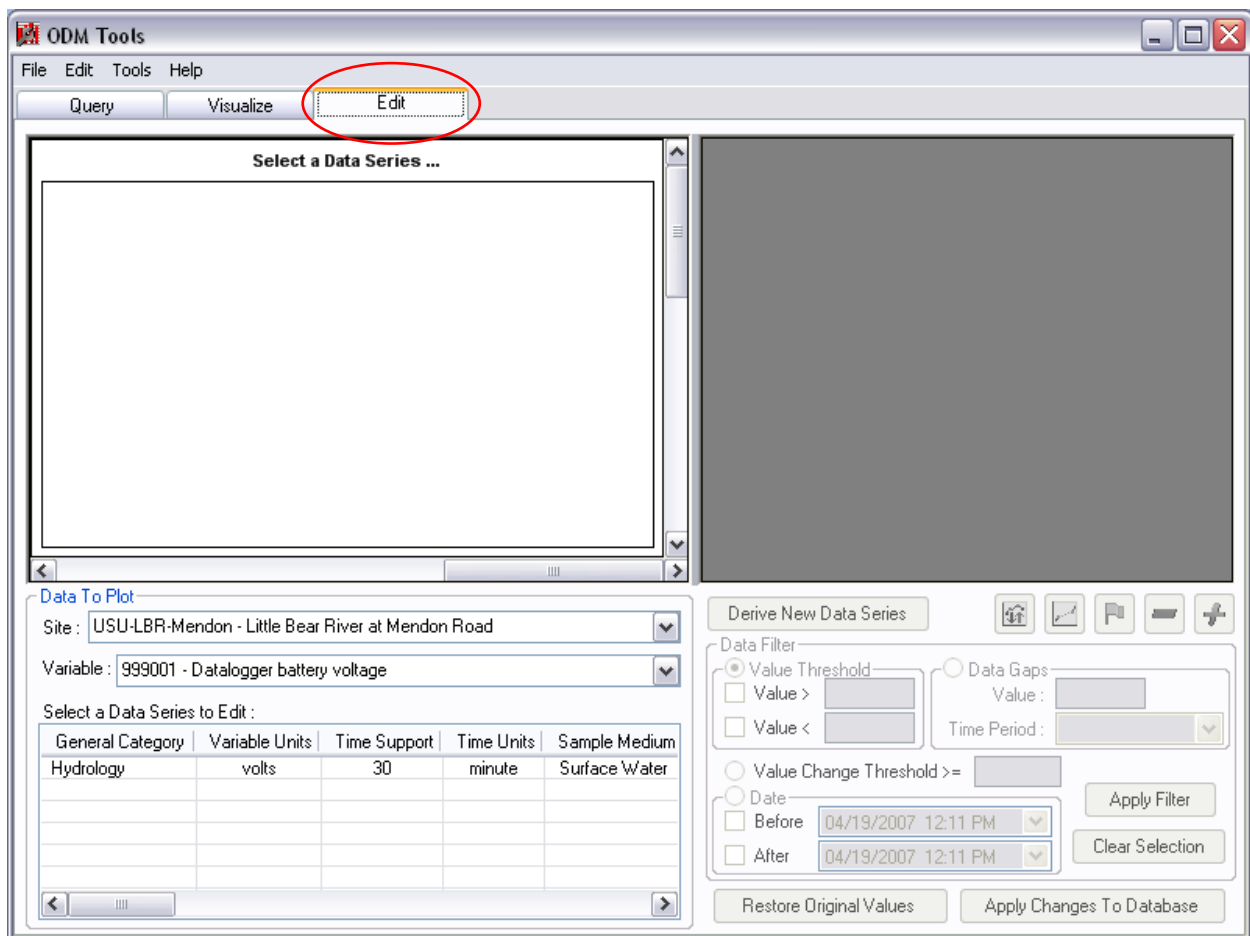 ODM Tools
File Edit Tools Help
Query Visualize Edit
Select a Data Series ...
Data To Plot
Site : USU-LBR-Mendon - Little Bear River at Mendon Road
Variable : 999001 - Datalogger battery voltage
Select a Data Series to Edit :
General Category Variable Units Time Support Time Units Sample Medium
Hydrology volts 30 minute Surface Water
Derive New Data Series
Data Filter
Value Threshold
Value >
Value <
Data Gaps
Value :
Time Period :
Value Change Threshold >=
Date
Before 04/19/2007 12:11 PM
After 04/19/2007 12:11 PM
Apply Filter
Clear Selection
Restore Original Values
Apply Changes To Database